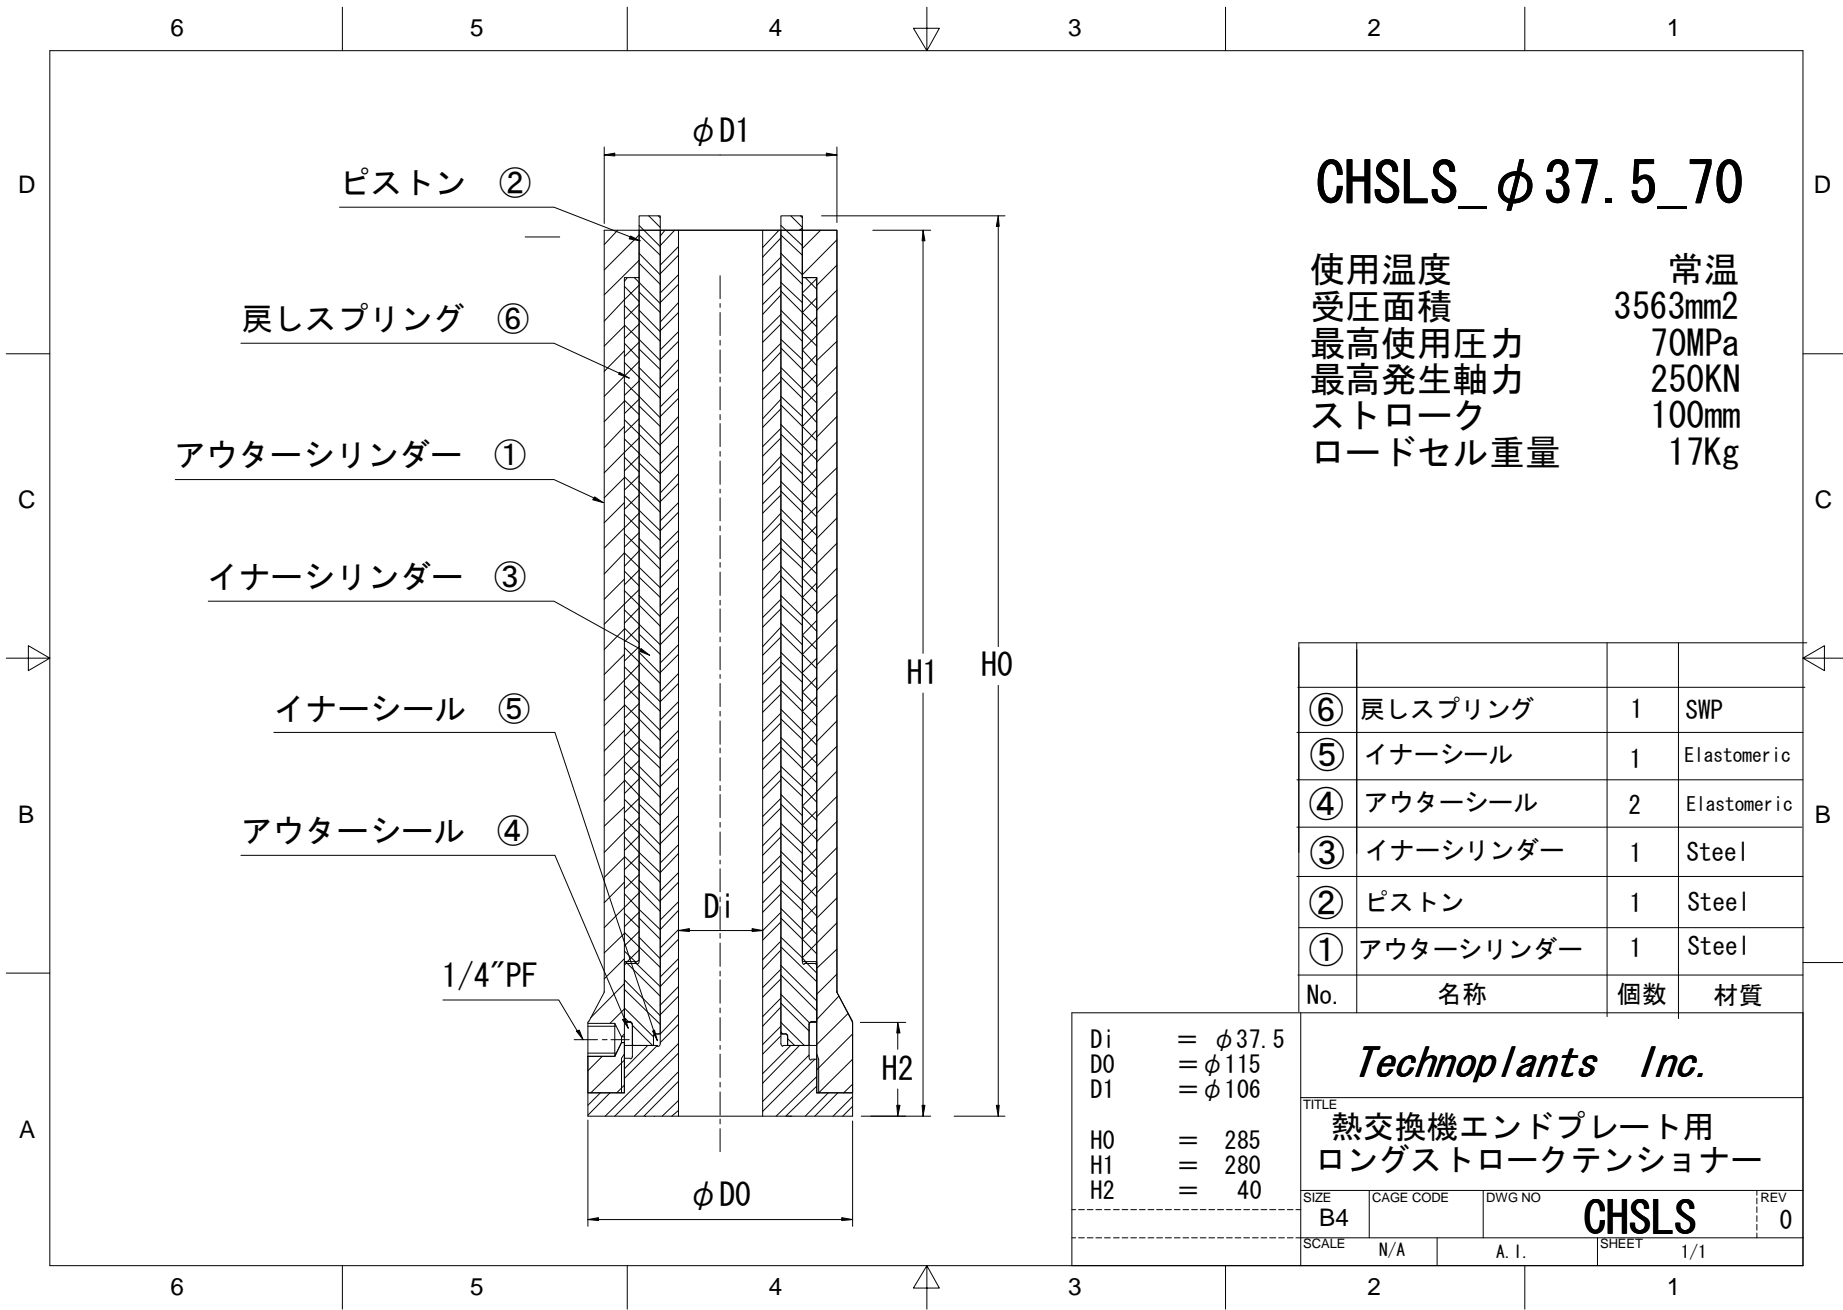 6 5 4 3 2 1
D
D
C
C
B
B
A
φD1
ピストン ②
戻しスプリング ⑥
アウターシリンダー ①
イナーシリンダー ③
イナーシール ⑤
アウターシール ④
1/4"PF
Di
H1
H0
H2
φD0
CHSLS_φ37.5_70
使用温度 常温
受圧面積 3563mm2
最高使用圧力 70MPa
最高発生軸力 250KN
ストローク 100mm
ロードセル重量 17Kg
⑥ 戻しスプリング 1 SWP
⑤ イナーシール 1 Elastomeric
④ アウターシール 2 Elastomeric
③ イナーシリンダー 1 Steel
② ピストン 1 Steel
① アウターシリンダー 1 Steel
No. 名称 個数 材質
Di = φ37.5
D0 = φ115
D1 = φ106
H0 = 285
H1 = 280
H2 = 40
Technoplants Inc.
TITLE
熱交換機エンドプレート用
ロングストロークテンショナー
SIZE B4
CAGE CODE
DWG NO CHSLS
REV 0
SCALE N/A
A.I.
SHEET 1/1
6 5 4 3 2 1